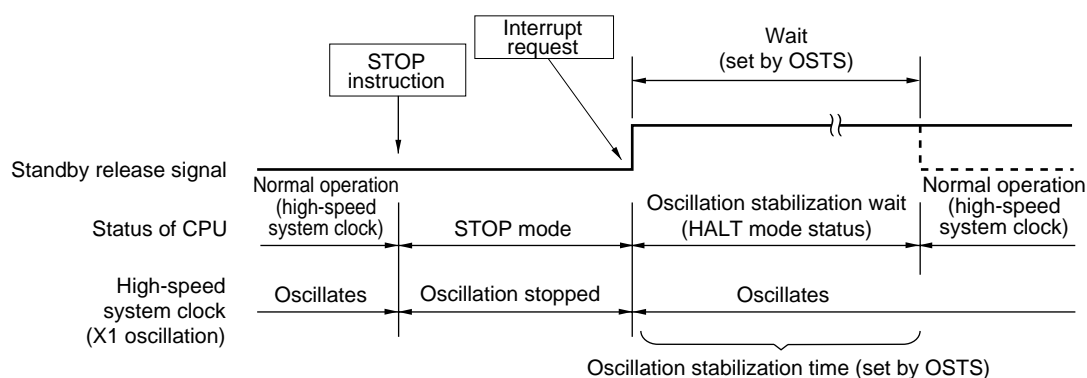 Interrupt
request
STOP
instruction
Wait
(set by OSTS)
Standby release signal
Normal operation
(high-speed
system clock)
Status of CPU
STOP mode
Oscillation stabilization wait
(HALT mode status)
Normal operation
(high-speed
system clock)
High-speed
system clock
(X1 oscillation)
Oscillates
Oscillation stopped
Oscillates
Oscillation stabilization time (set by OSTS)